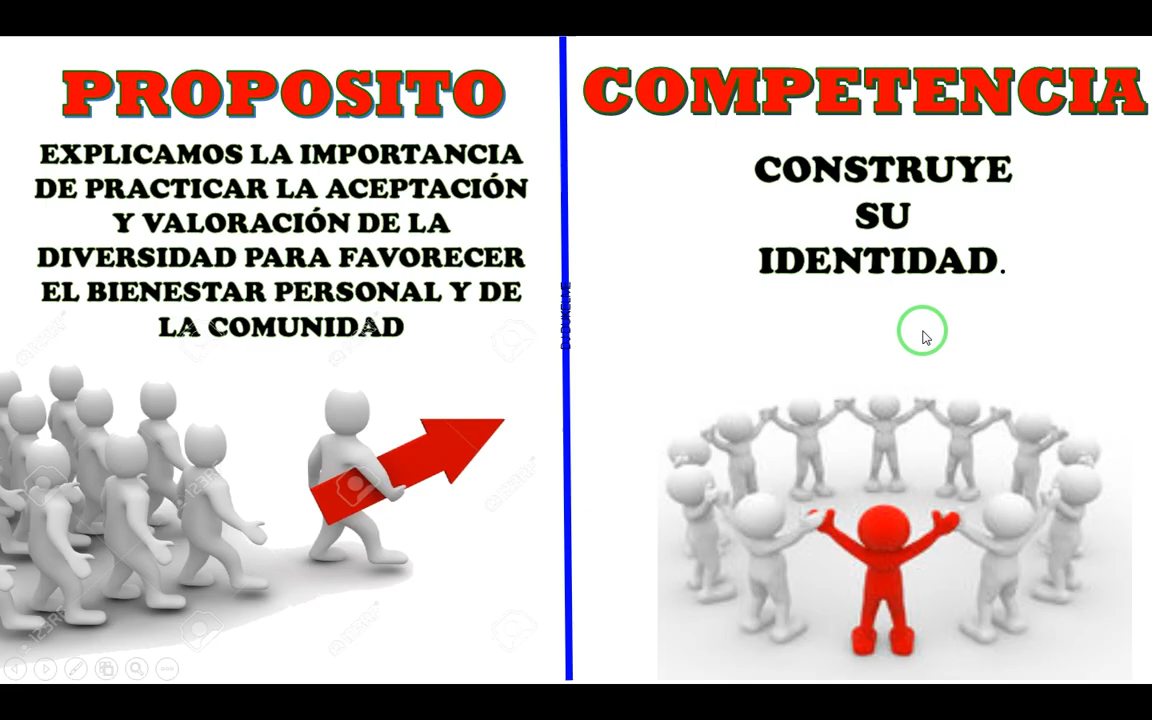 PROPOSITO
EXPLICAMOS LA IMPORTANCIA
DE PRACTICAR LA ACEPTACIÓN
Y VALORACIÓN DE LA
DIVERSIDAD PARA FAVORECER
EL BIENESTAR PERSONAL Y DE
LA COMUNIDAD
COMPETENCIA
CONSTRUYE
SU
IDENTIDAD.